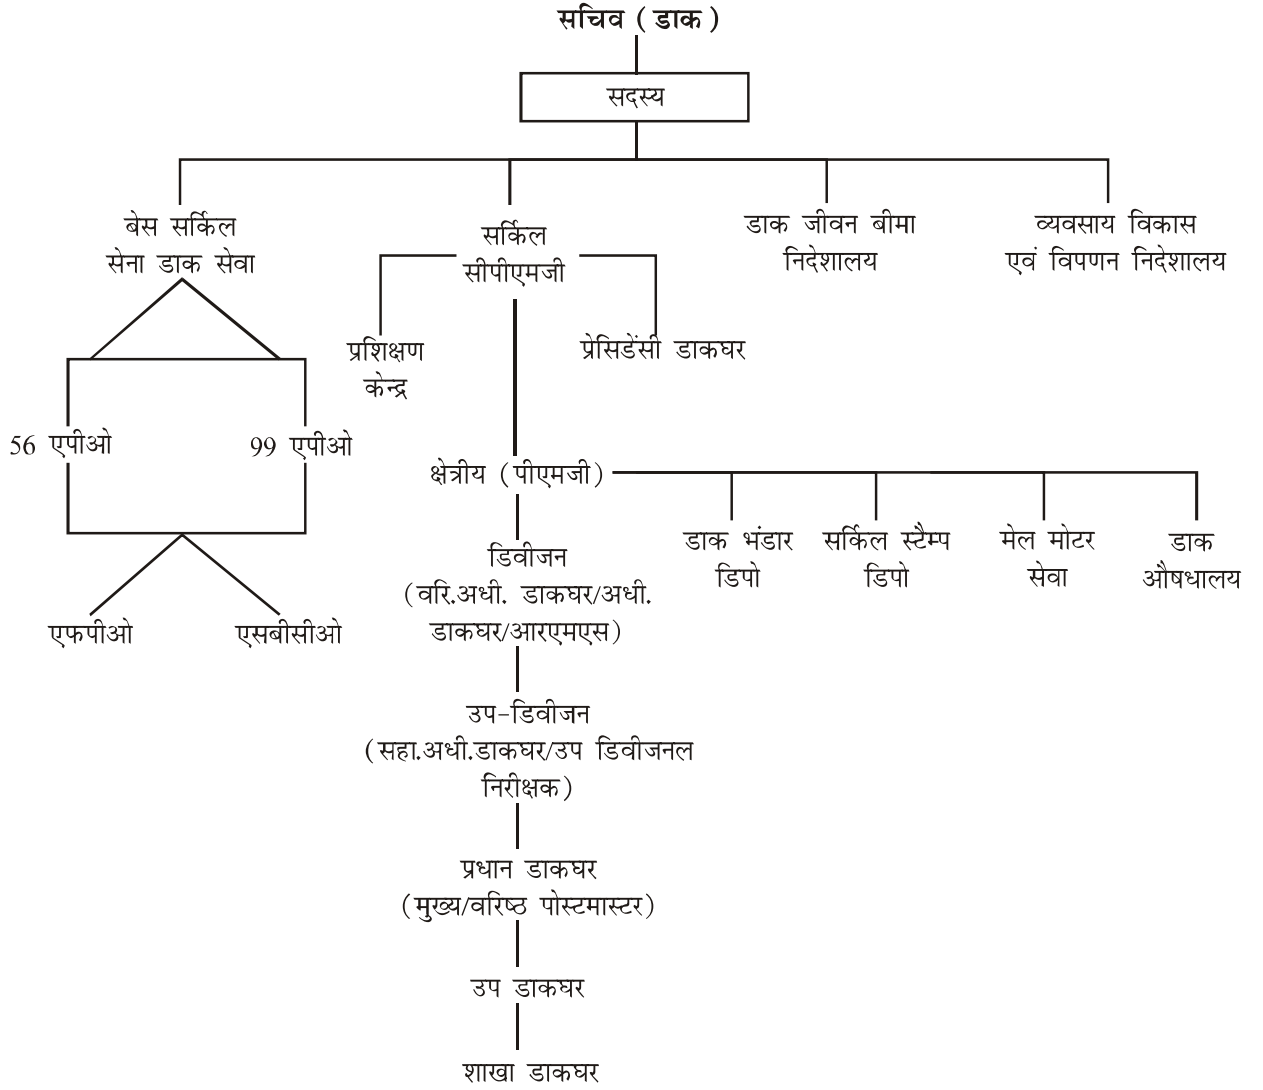 सचिव (डाक)
सदस्य
बेस सर्किल
सेना डाक सेवा
सर्किल
सीपीएमजी
डाक जीवन बीमा
निदेशालय
व्यवसाय विकास
एवं विपणन निदेशालय
प्रशिक्षण
केन्द्र
प्रेसिडेंसी डाकघर
56 एपीओ
99 एपीओ
क्षेत्रीय (पीएमजी)
डाक भंडार
डिपो
सर्किल स्टैम्प
डिपो
मेल मोटर
सेवा
डाक
औषधालय
डिवीजन
(वरि.अधी. डाकघर/अधी.
डाकघर/आरएमएस)
एफपीओ
एसबीसीओ
उप-डिवीजन
(सहा.अधी.डाकघर/उप डिवीजनल
निरीक्षक)
प्रधान डाकघर
(मुख्य/वरिष्ठ पोस्टमास्टर)
उप डाकघर
शाखा डाकघर